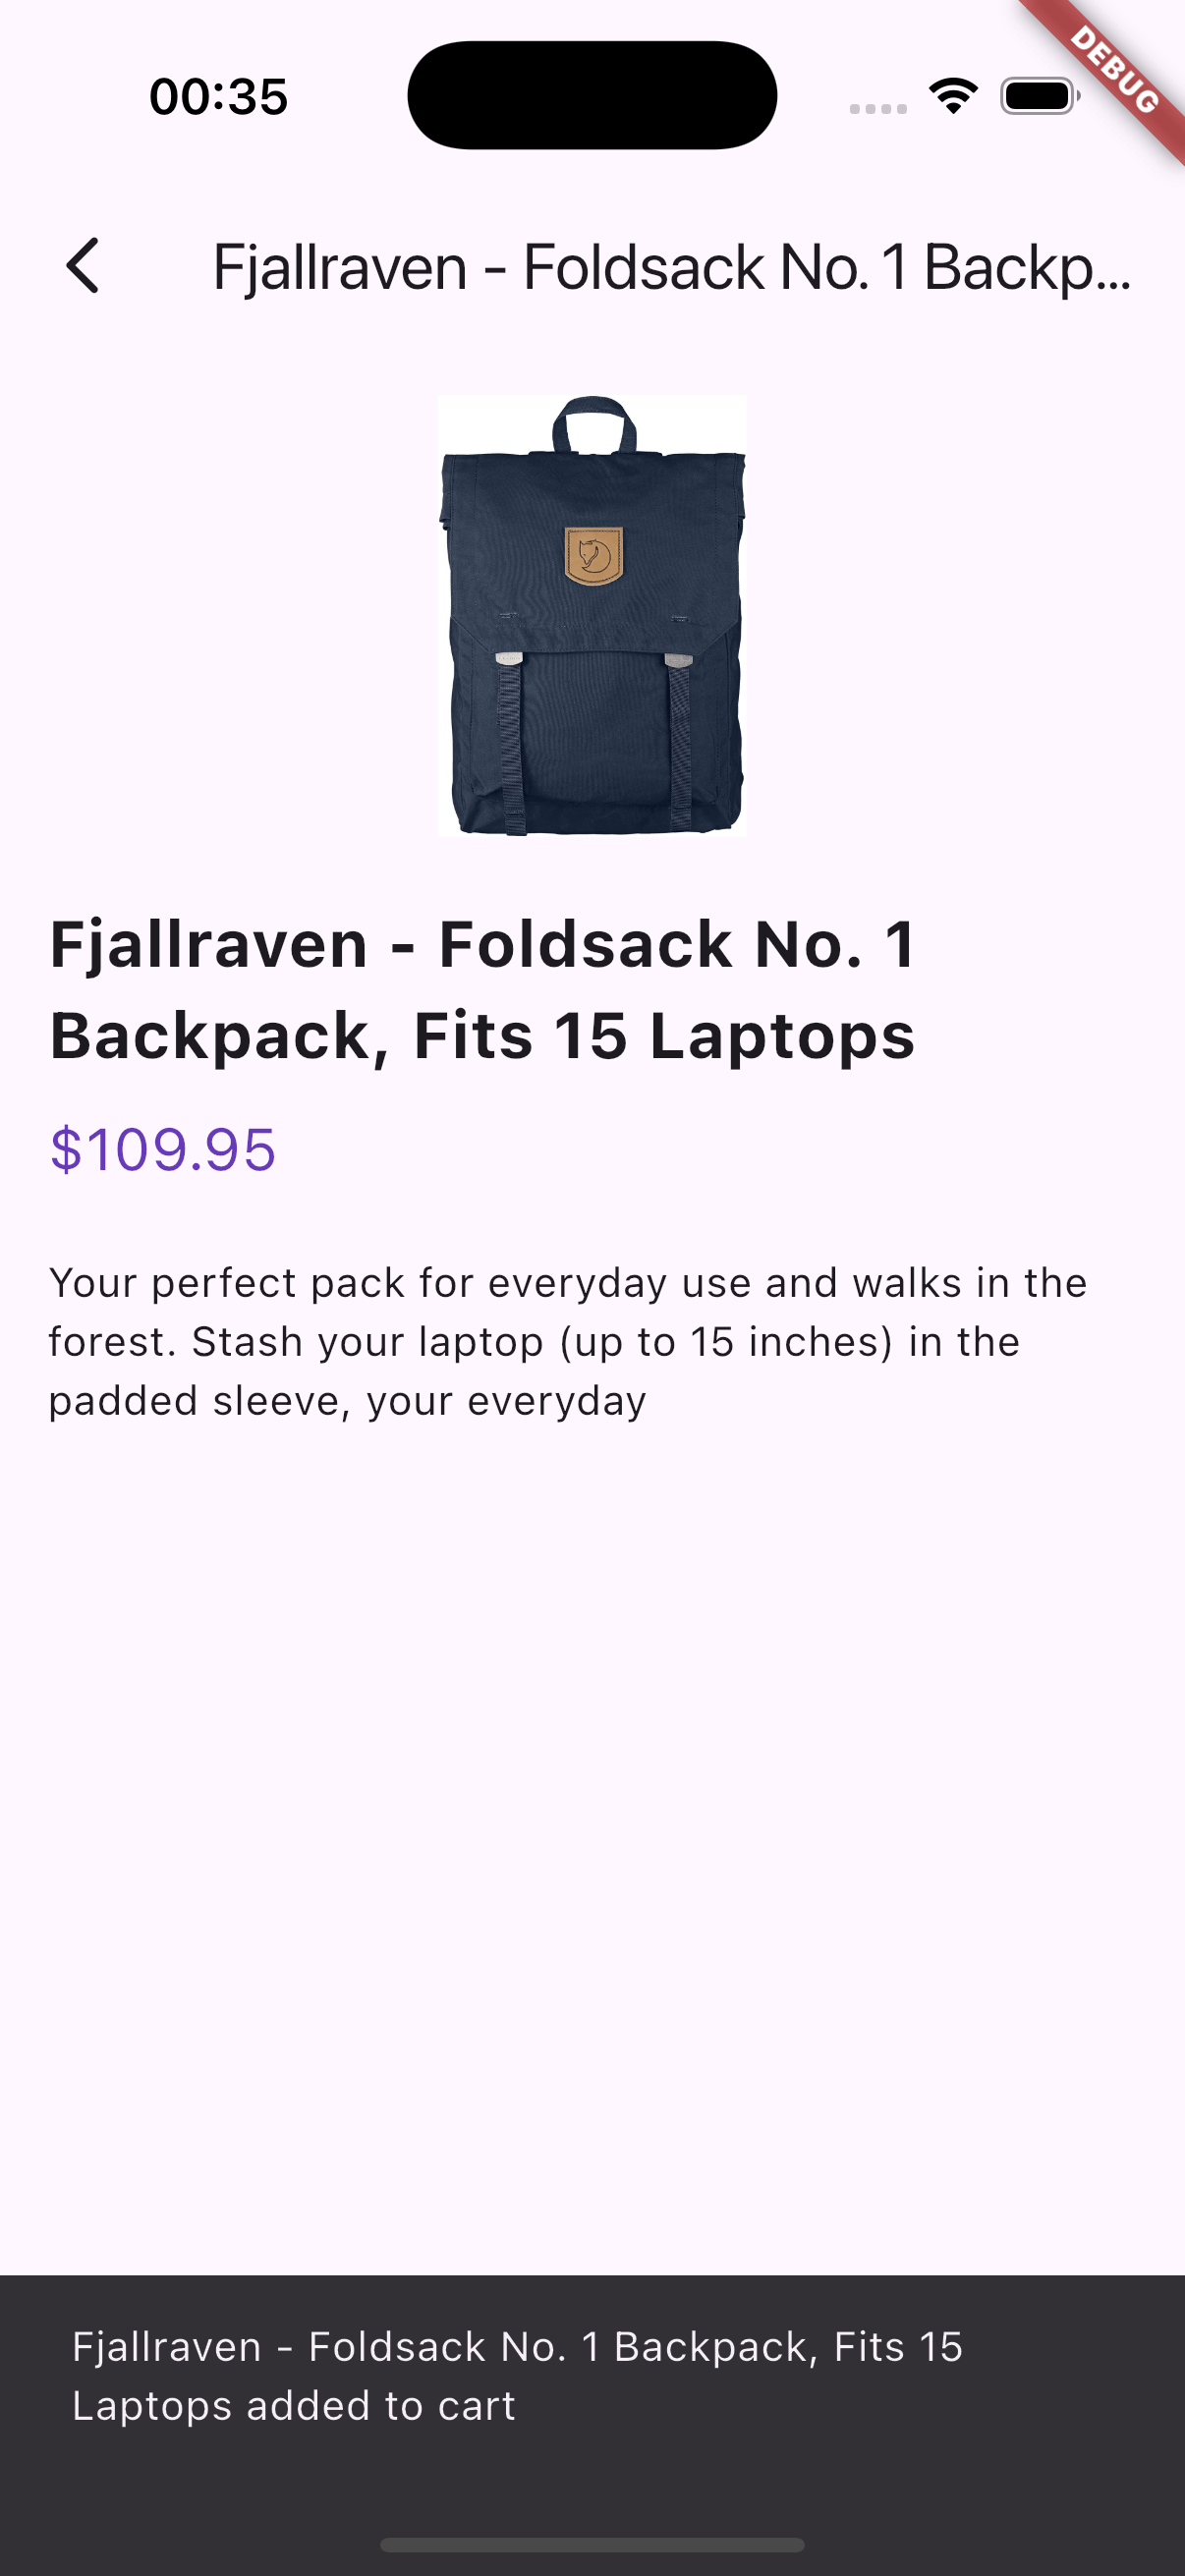 00:35
DEBUG
Fjallraven - Foldsack No. 1 Backp...
Fjallraven - Foldsack No. 1
Backpack, Fits 15 Laptops
$109.95
Your perfect pack for everyday use and walks in the
forest. Stash your laptop (up to 15 inches) in the
padded sleeve, your everyday
Fjallraven - Foldsack No. 1 Backpack, Fits 15
Laptops added to cart